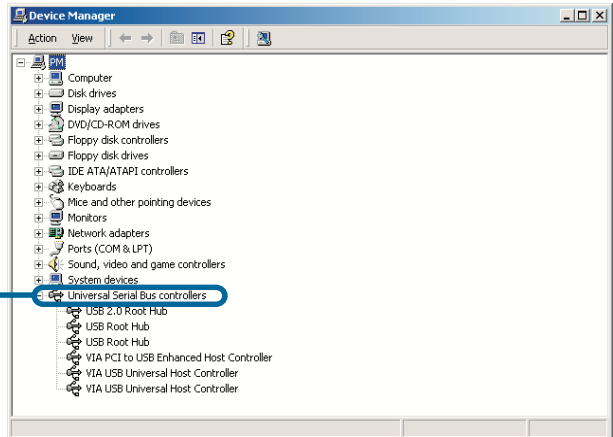 Device Manager
Action View
PM
Computer
Disk drives
Display adapters
DVD/CD-ROM drives
Floppy disk controllers
Floppy disk drives
IDE ATA/ATAPI controllers
Keyboards
Mice and other pointing devices
Monitors
Network adapters
Ports (COM & LPT)
Sound, video and game controllers
System devices
Universal Serial Bus controllers
USB 2.0 Root Hub
USB Root Hub
USB Root Hub
VIA PCI to USB Enhanced Host Controller
VIA USB Universal Host Controller
VIA USB Universal Host Controller